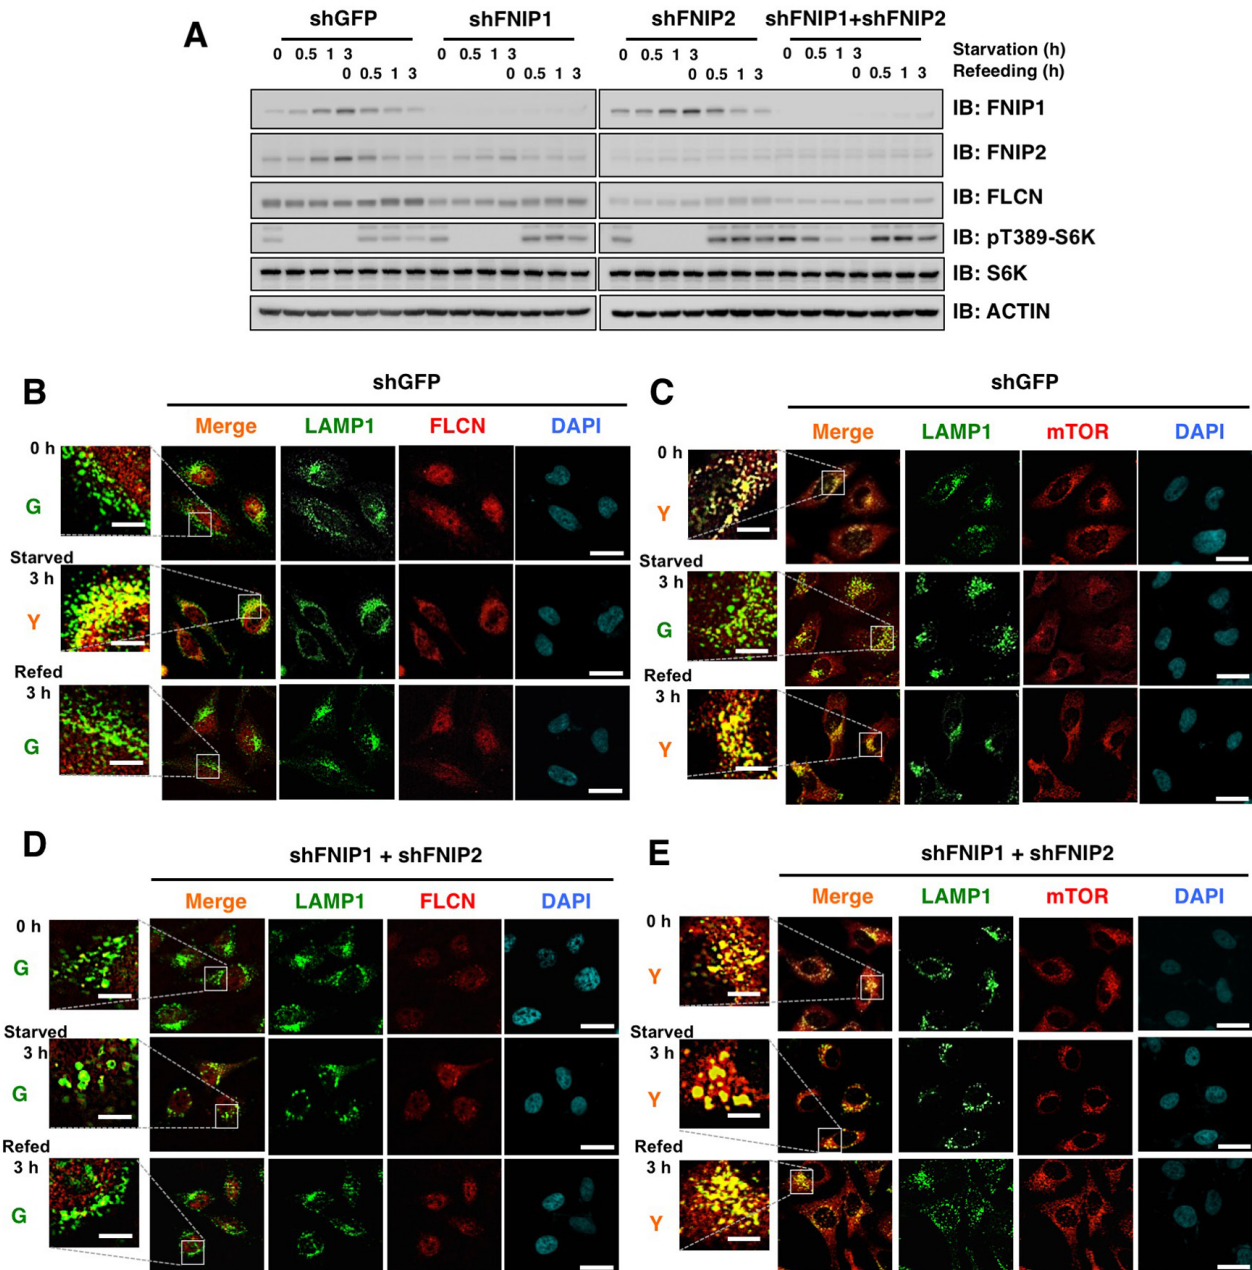 A
shGFP shFNIP1 shFNIP2 shFNIP1+shFNIP2
0 0.5 1 3 0 0.5 1 3 0 0.5 1 3 0 0.5 1 3 Starvation (h)
0 0.5 1 3 0 0.5 1 3 0 0.5 1 3 0 0.5 1 3 Refeeding (h)
IB: FNIP1
IB: FNIP2
IB: FLCN
IB: pT389-S6K
IB: S6K
IB: ACTIN
B
shGFP
Merge LAMP1 FLCN DAPI
0 h
G
Starved
3 h
Y
Refed
3 h
G
C
shGFP
Merge LAMP1 mTOR DAPI
0 h
Y
Starved
3 h
G
Refed
3 h
Y
D
shFNIP1 + shFNIP2
Merge LAMP1 FLCN DAPI
0 h
G
Starved
3 h
G
Refed
3 h
G
E
shFNIP1 + shFNIP2
Merge LAMP1 mTOR DAPI
0 h
Y
Starved
3 h
Y
Refed
3 h
Y